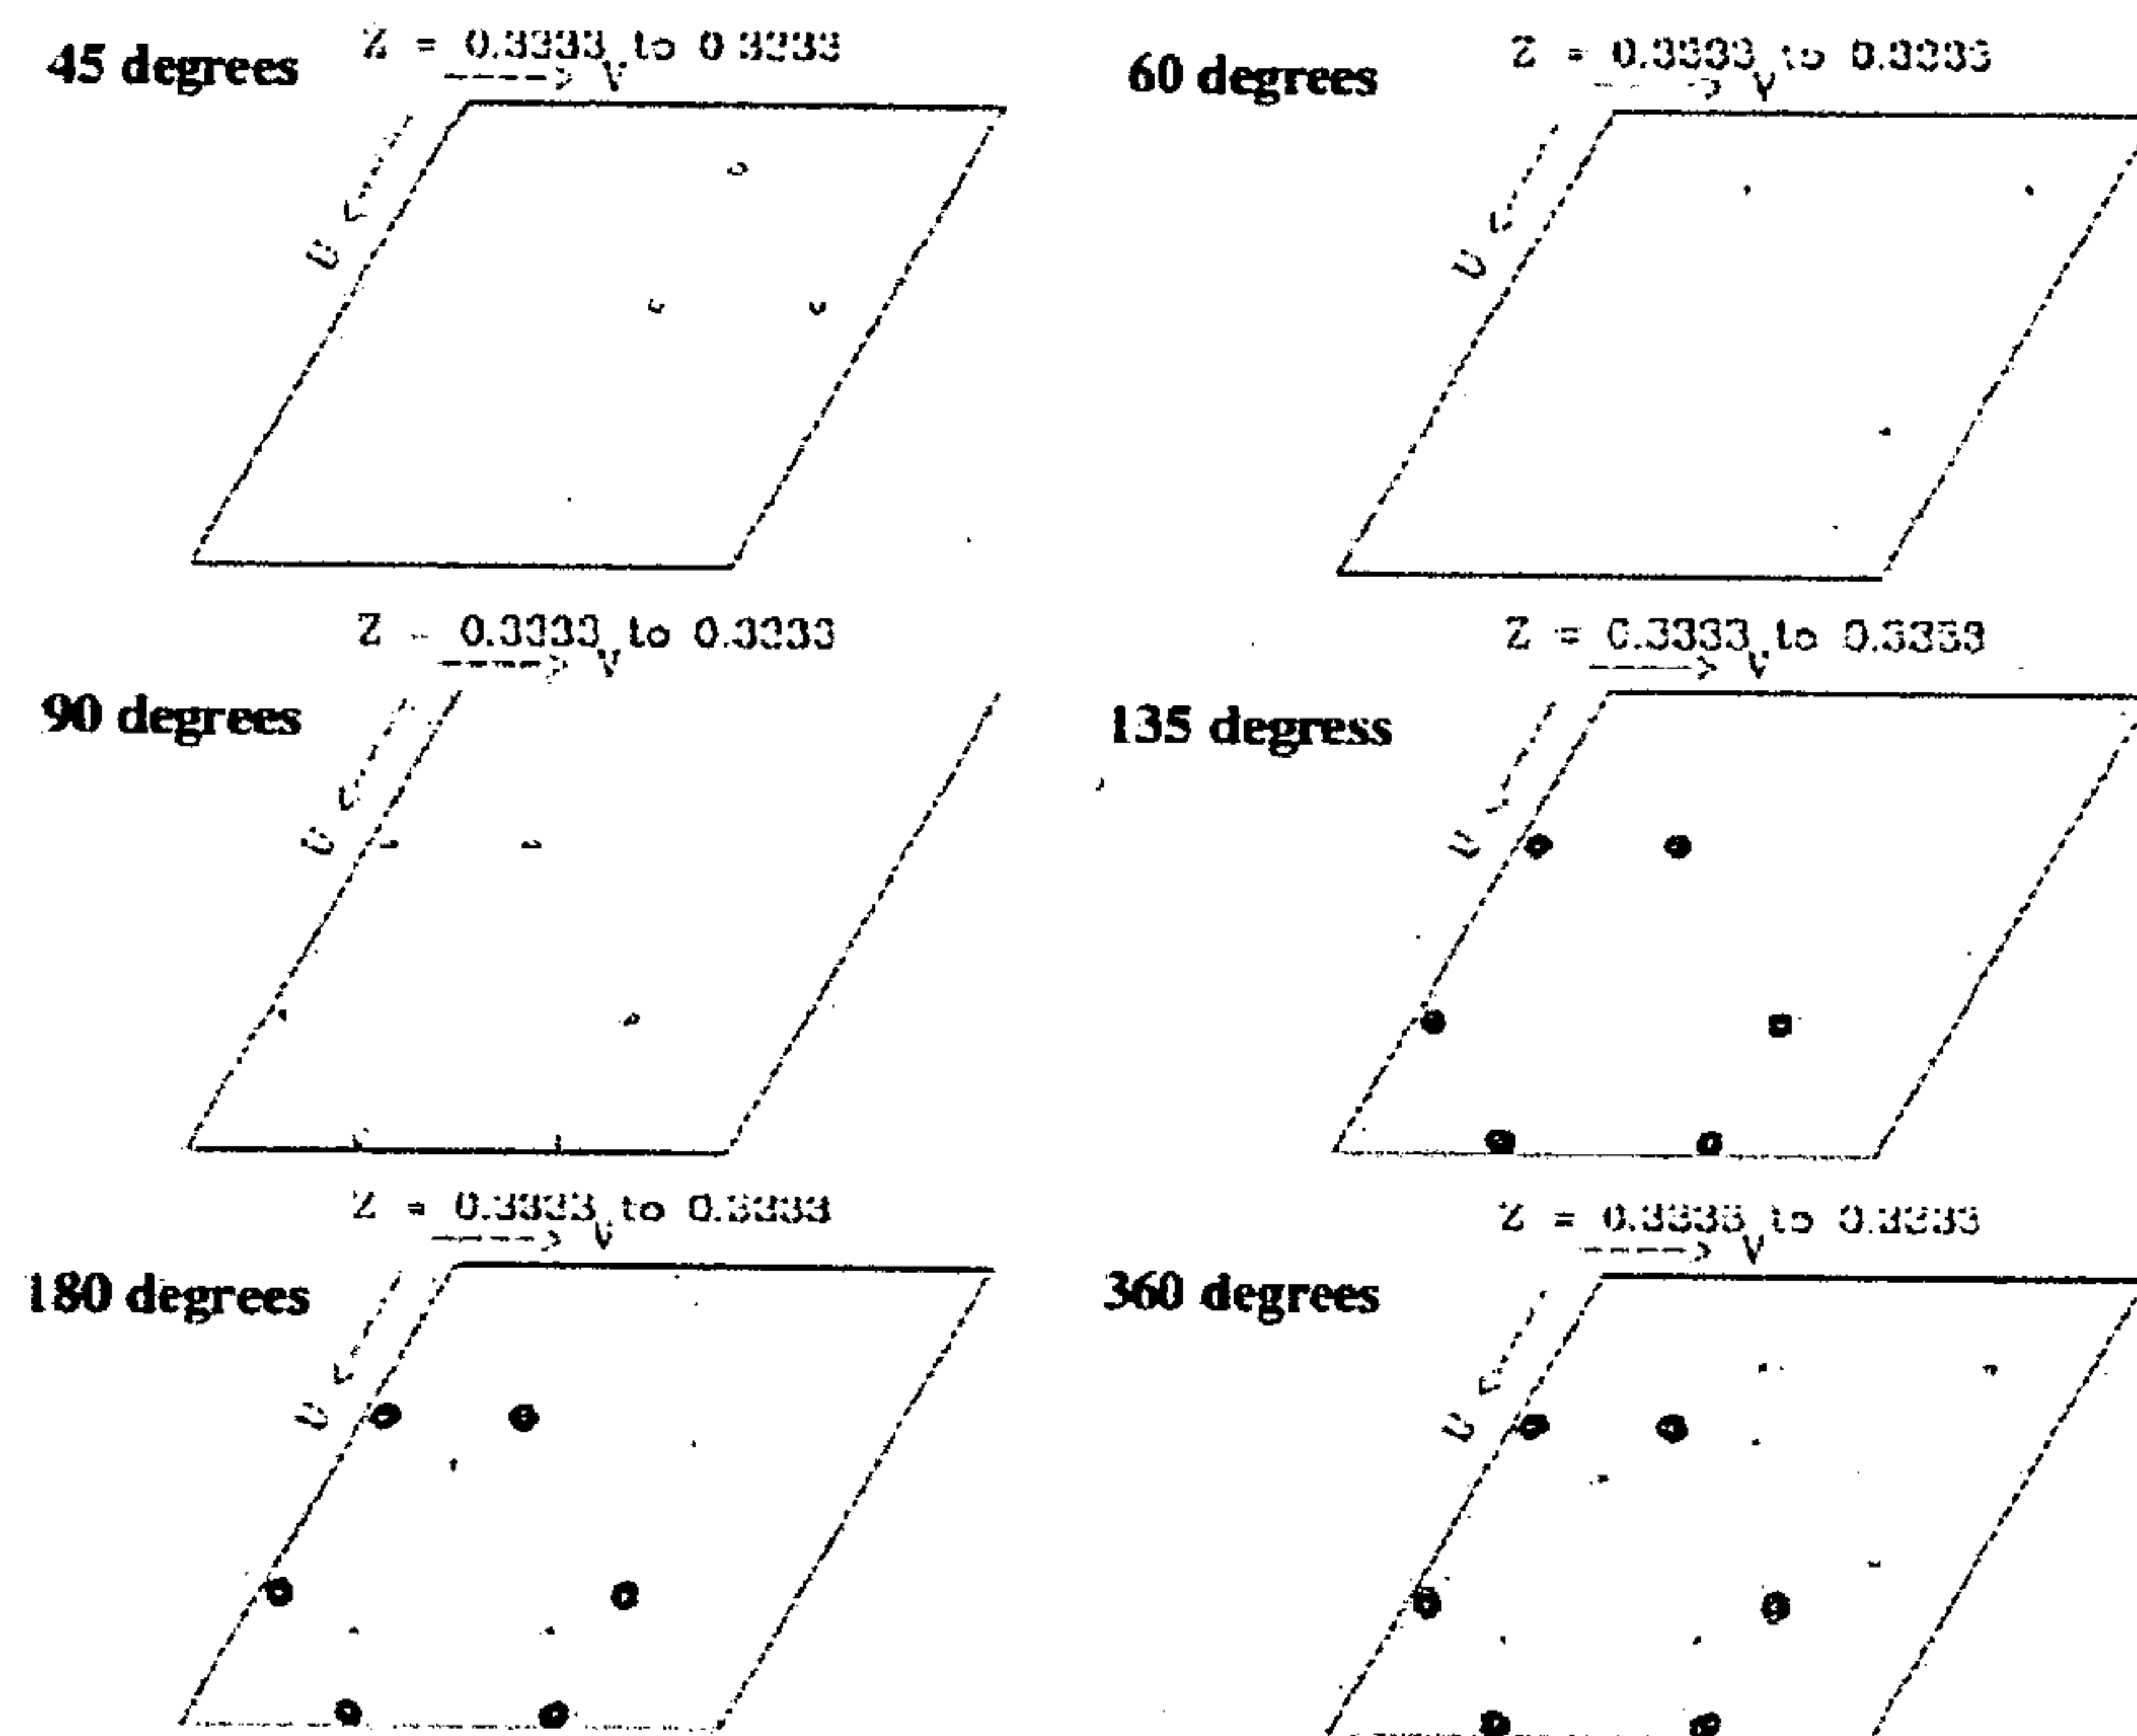 45 degrees
Z = 0.3333 to 0.3333
V
U
60 degrees
Z = 0.3333 to 0.3333
V
U
90 degrees
Z = 0.3333 to 0.3333
V
U
135 degress
Z = 0.3333 to 0.3333
V
U
180 degrees
Z = 0.3333 to 0.3333
V
U
360 degrees
Z = 0.3333 to 0.3333
V
U